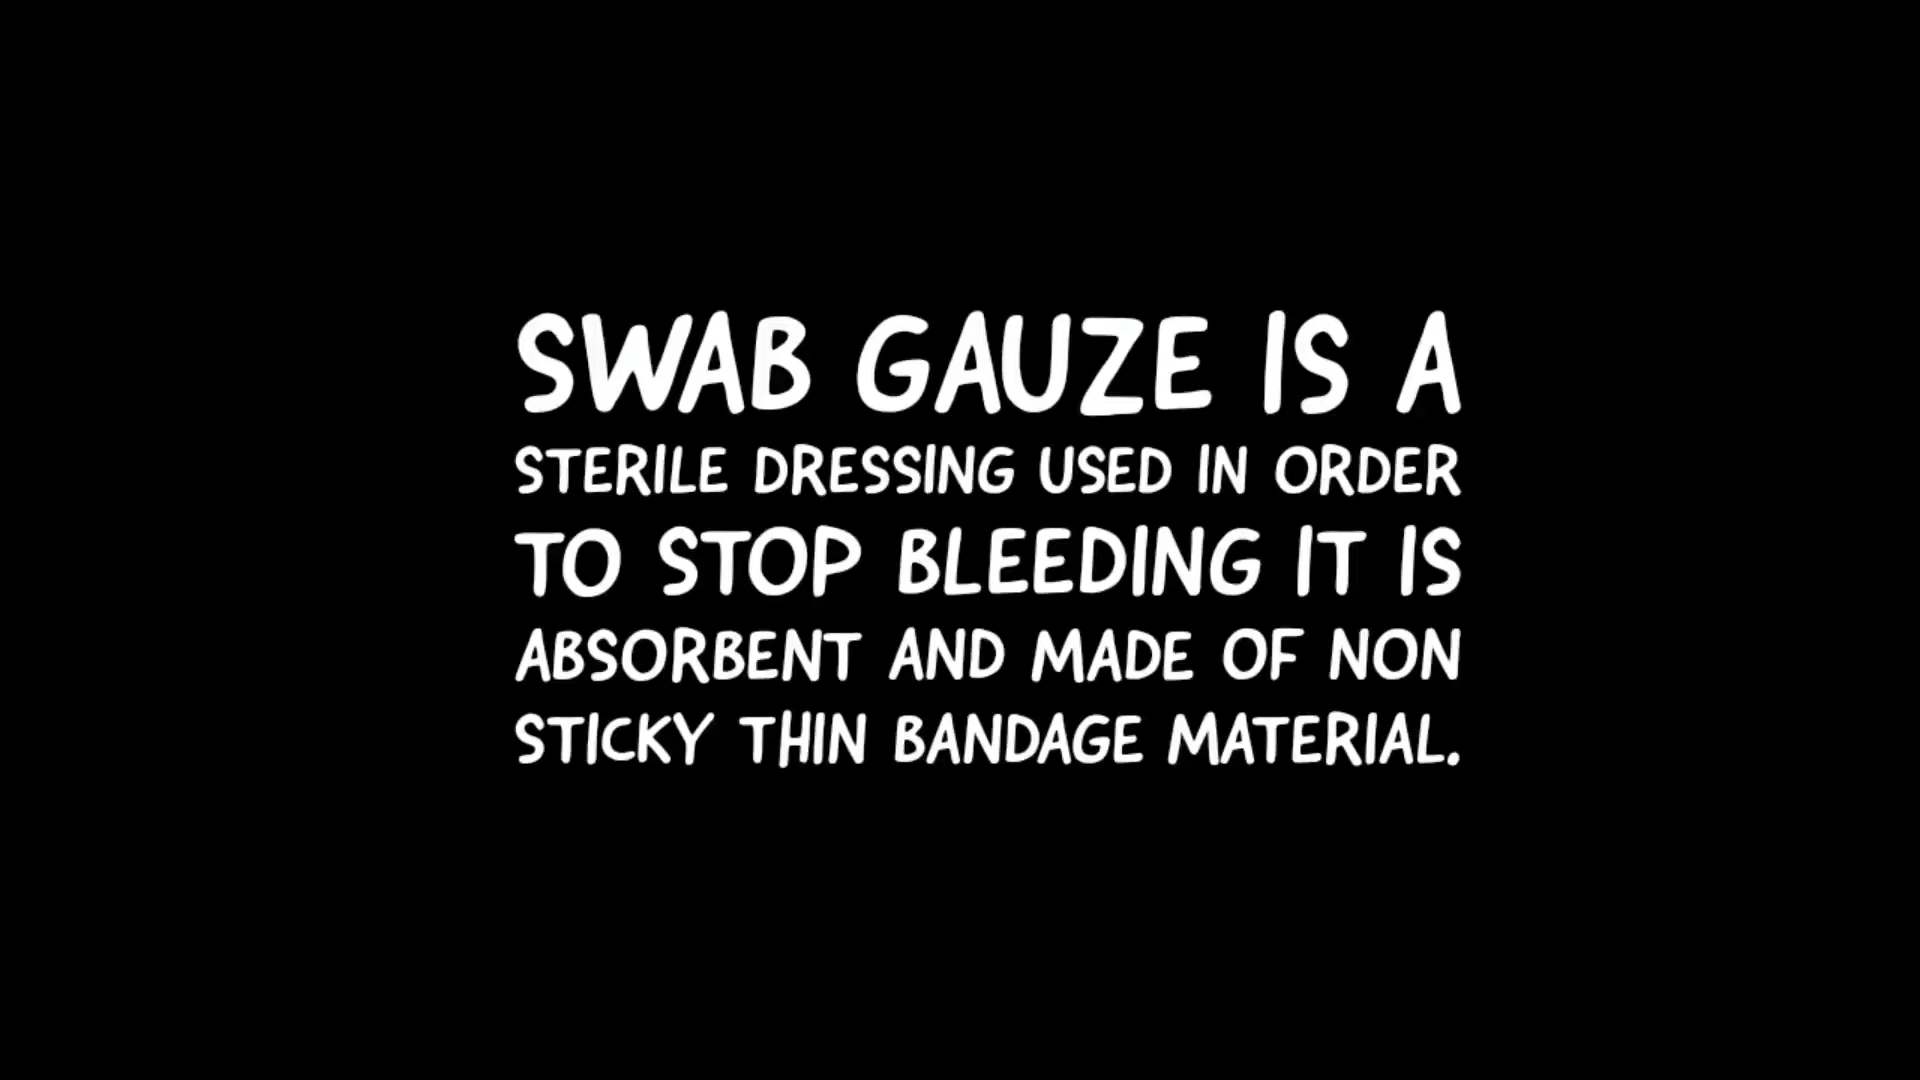 SWAB GAUZE IS A
STERILE DRESSING USED IN ORDER
TO STOP BLEEDING IT IS
ABSORBENT AND MADE OF NON
STICKY THIN BANDAGE MATERIAL.